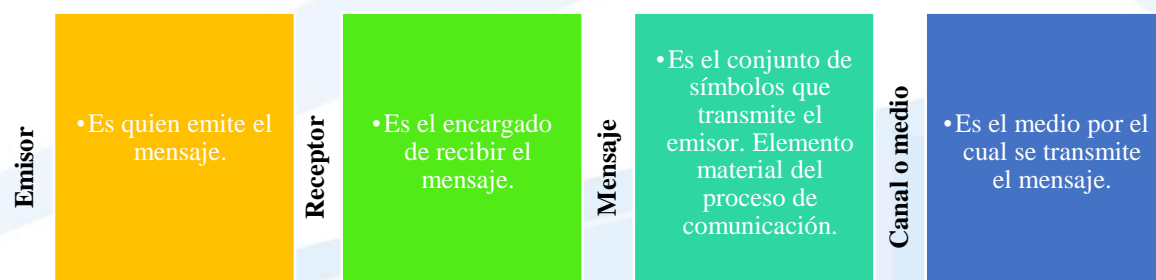 Emisor
•Es quien emite el
mensaje.
Receptor
•Es el encargado
de recibir el
mensaje.
Mensaje
•Es el conjunto de
símbolos que
transmite el
emisor. Elemento
material del
proceso de
comunicación.
Canal o medio
•Es el medio por el
cual se transmite
el mensaje.